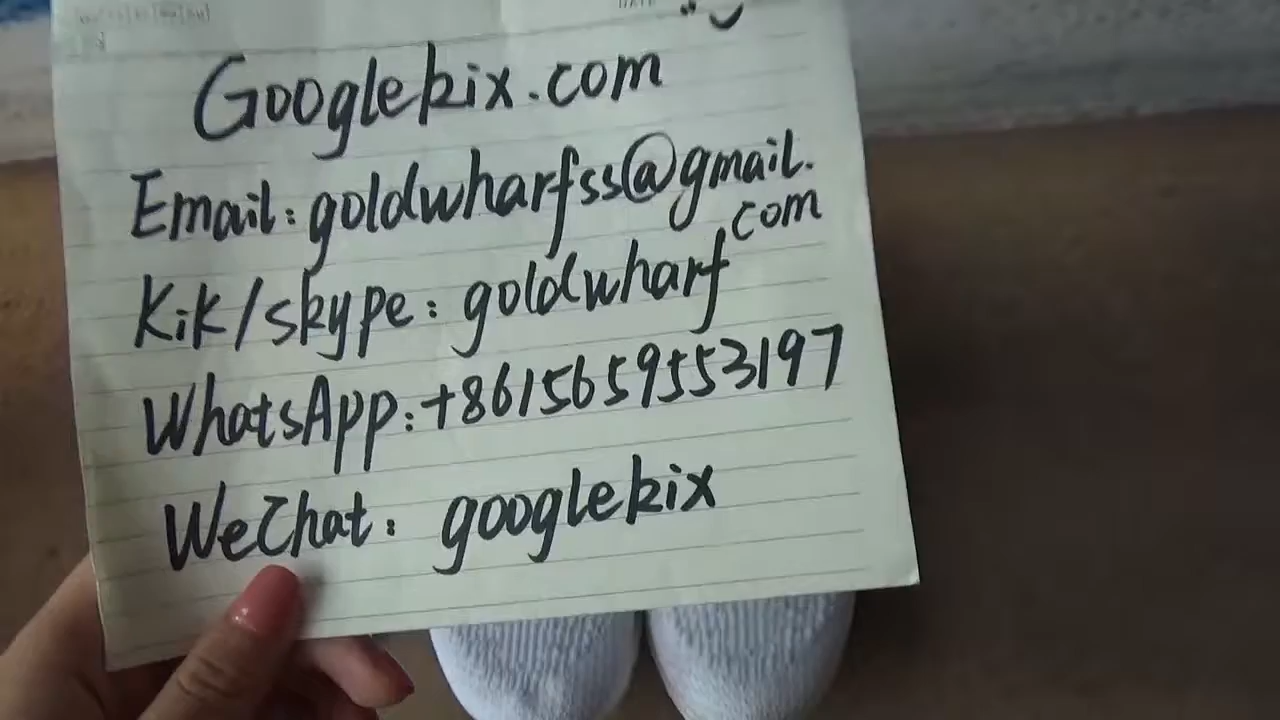 Googlekix.com
Email: goldwharfss@gmail.
com
Kik/skype: goldwharf
WhatsApp: +8615659553197
WeChat: googlekix